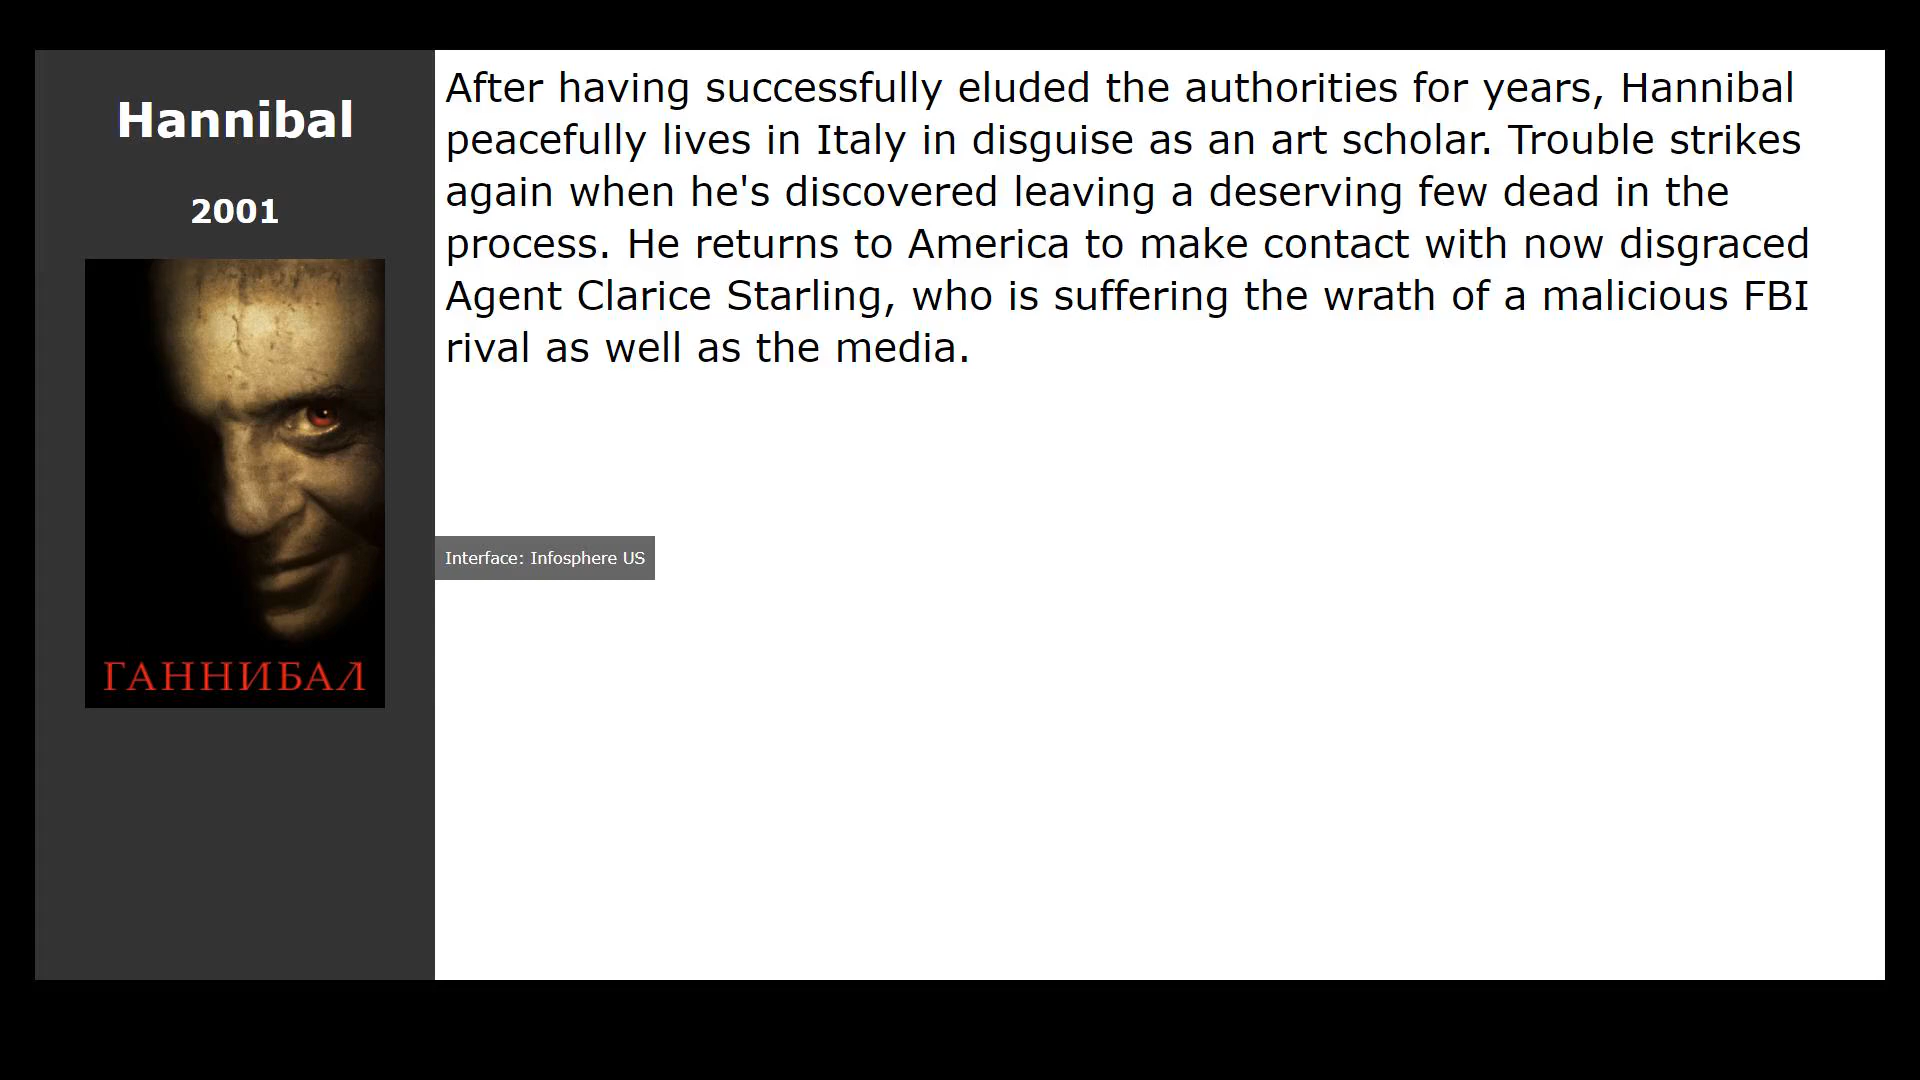 Hannibal
2001
ГАННИБАЛ
After having successfully eluded the authorities for years, Hannibal
peacefully lives in Italy in disguise as an art scholar. Trouble strikes
again when he's discovered leaving a deserving few dead in the
process. He returns to America to make contact with now disgraced
Agent Clarice Starling, who is suffering the wrath of a malicious FBI
rival as well as the media.
Interface: Infosphere US